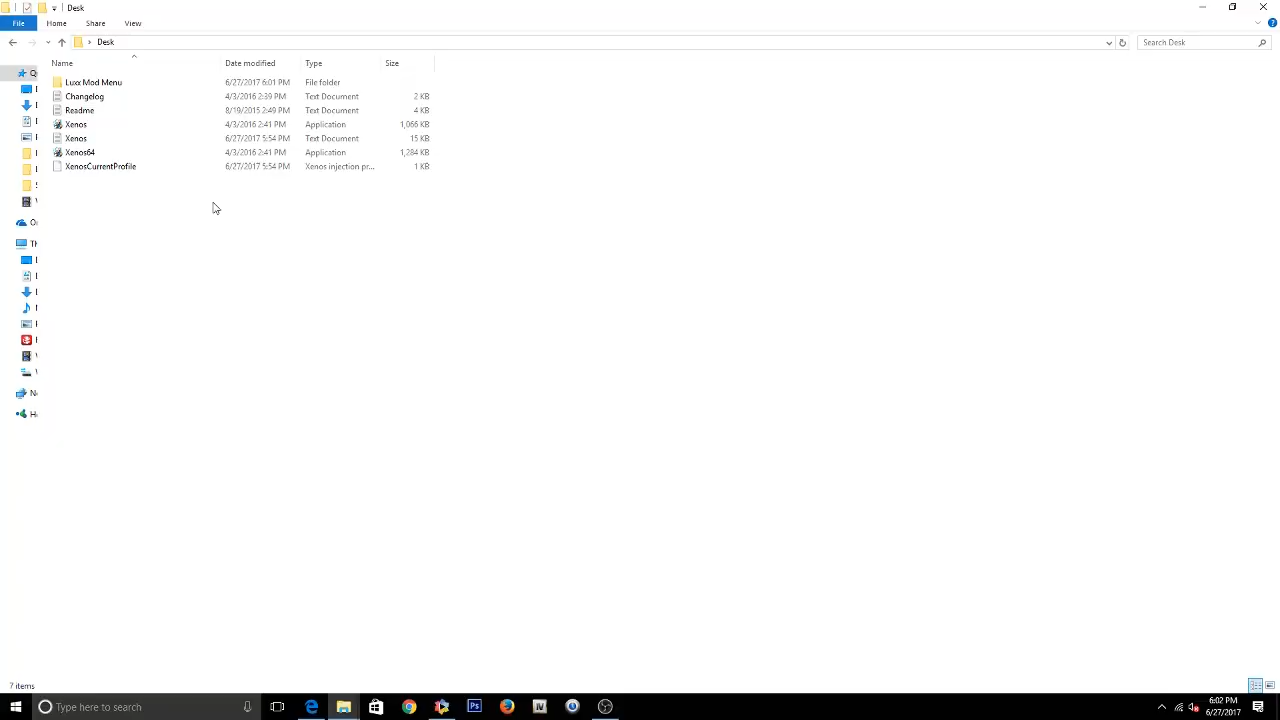 Desk
File Home Share View
Desk Search Desk
Name Date modified Type Size
Luxx Mod Menu 6/27/2017 6:01 PM File folder
Changelog 4/3/2016 2:39 PM Text Document 2 KB
Readme 8/19/2015 2:49 PM Text Document 4 KB
Xenos 4/3/2016 2:41 PM Application 1,066 KB
Xenos 6/27/2017 5:54 PM Text Document 15 KB
Xenos64 4/3/2016 2:41 PM Application 1,284 KB
XenosCurrentProfile 6/27/2017 5:54 PM Xenos injection pr... 1 KB
7 items
Type here to search
6:02 PM
6/27/2017